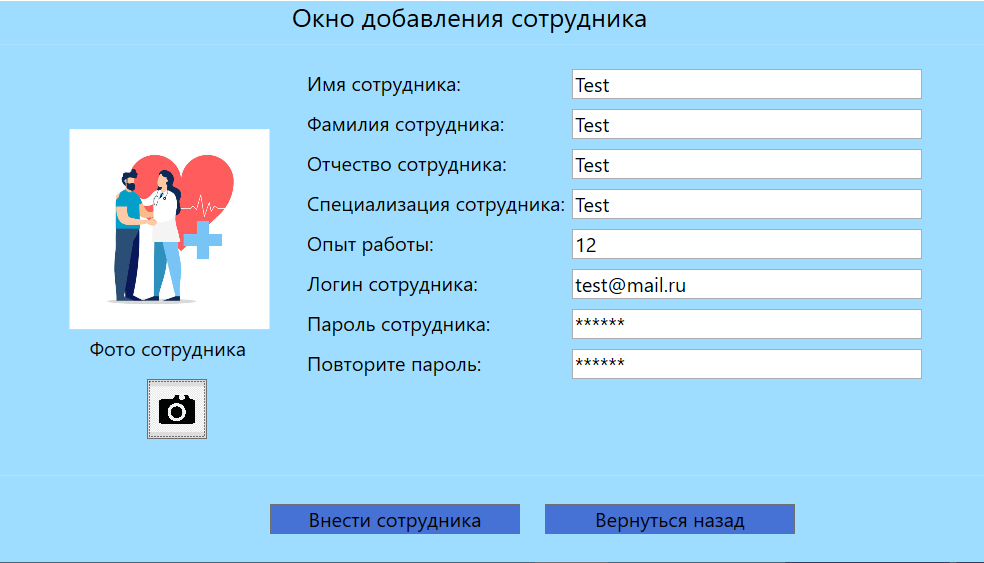 Окно добавления сотрудника
Имя сотрудника: Test
Фамилия сотрудника: Test
Отчество сотрудника: Test
Специализация сотрудника: Test
Опыт работы: 12
Логин сотрудника: test@mail.ru
Пароль сотрудника: ******
Повторите пароль: ******
Фото сотрудника
Внести сотрудника Вернуться назад